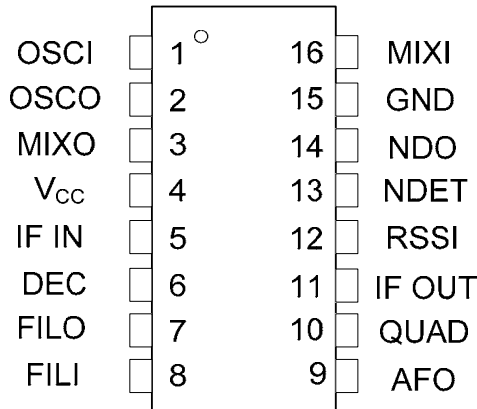 OSCI 1 16 MIXI
OSCO 2 15 GND
MIXO 3 14 NDO
VCC 4 13 NDET
IF IN 5 12 RSSI
DEC 6 11 IF OUT
FILO 7 10 QUAD
FILI 8 9 AFO